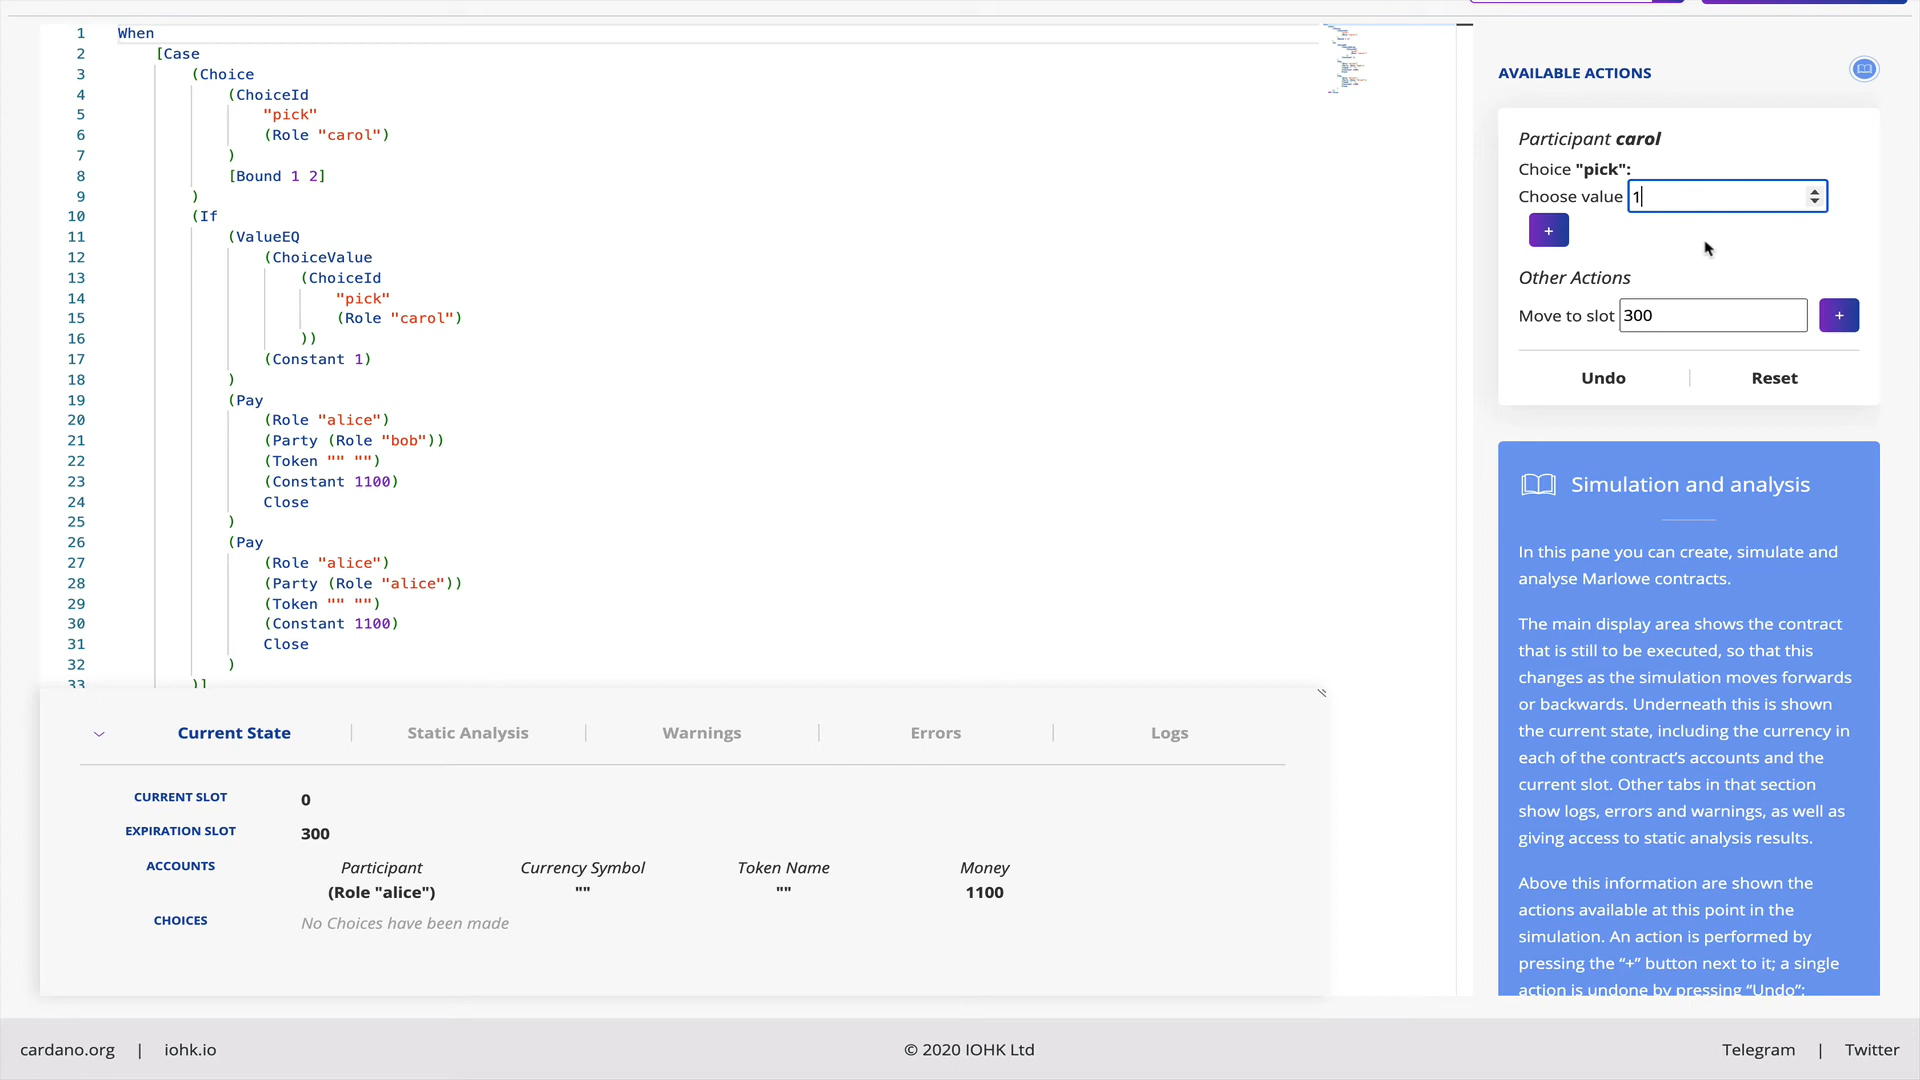 1 When
2 [Case
3 (Choice
4 (ChoiceId
5 "pick"
6 (Role "carol")
7 )
8 [Bound 1 2]
9 )
10 (If
11 (ValueEQ
12 (ChoiceValue
13 (ChoiceId
14 "pick"
15 (Role "carol")
16 ))
17 (Constant 1)
18 )
19 (Pay
20 (Role "alice")
21 (Party (Role "bob"))
22 (Token "" "")
23 (Constant 1100)
24 Close
25 )
26 (Pay
27 (Role "alice")
28 (Party (Role "alice"))
29 (Token "" "")
30 (Constant 1100)
31 Close
32 )
33 )]
Current State
Static Analysis
Warnings
Errors
Logs
CURRENT SLOT 0
EXPIRATION SLOT 300
ACCOUNTS Participant Currency Symbol Token Name Money
(Role "alice") "" "" 1100
CHOICES No Choices have been made
AVAILABLE ACTIONS
Participant carol
Choice "pick":
Choose value 1
+
Other Actions
Move to slot 300 +
Undo Reset
Simulation and analysis
In this pane you can create, simulate and
analyse Marlowe contracts.
The main display area shows the contract
that is still to be executed, so that this
changes as the simulation moves forwards
or backwards. Underneath this is shown
the current state, including the currency in
each of the contract’s accounts and the
current slot. Other tabs in that section
show logs, errors and warnings, as well as
giving access to static analysis results.
Above this information are shown the
actions available at this point in the
simulation. An action is performed by
pressing the “+” button next to it; a single
action is undone by pressing “Undo”;
cardano.org | iohk.io
© 2020 IOHK Ltd
Telegram | Twitter